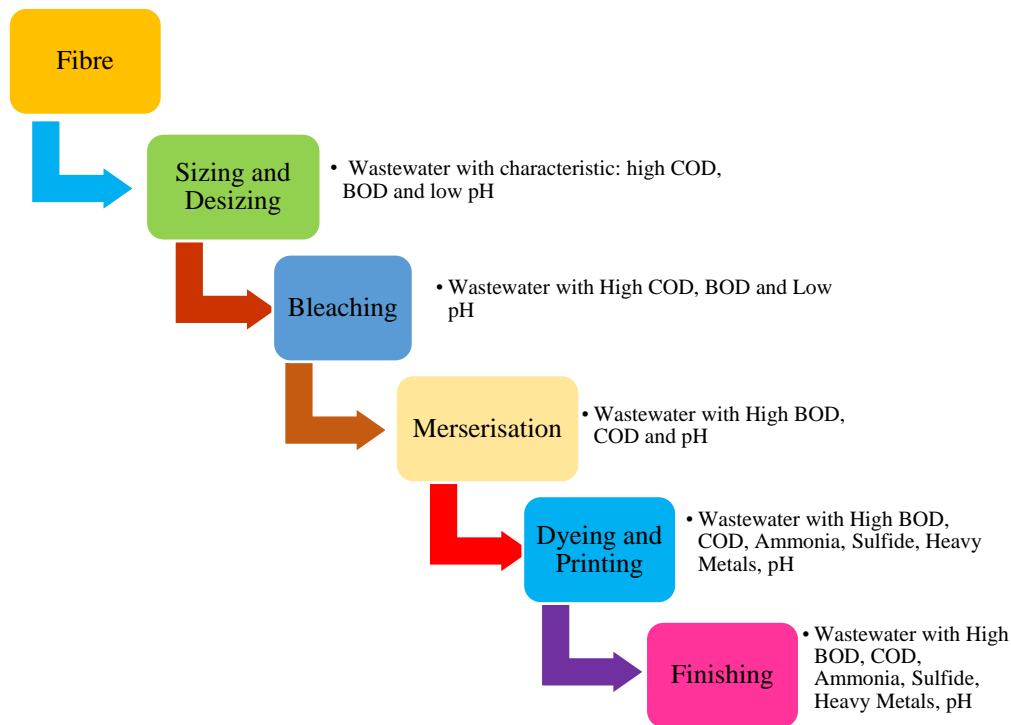 Fibre
Sizing and
Desizing
• Wastewater with characteristic: high COD,
BOD and low pH
Bleaching
• Wastewater with High COD, BOD and Low
pH
Merserisation
• Wastewater with High BOD,
COD and pH
Dyeing and
Printing
• Wastewater with High BOD,
COD, Ammonia, Sulfide, Heavy
Metals, pH
Finishing
• Wastewater with High
BOD, COD,
Ammonia, Sulfide,
Heavy Metals, pH